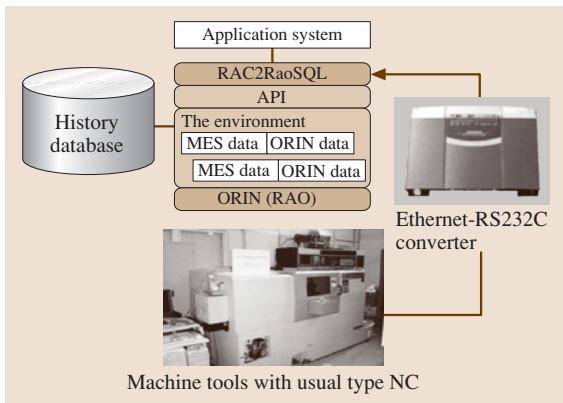 Application system
RAC2RaoSQL
API
History
database
The environment
MES data
ORIN data
MES data
ORIN data
ORIN (RAO)
Ethernet-RS232C
converter
Machine tools with usual type NC